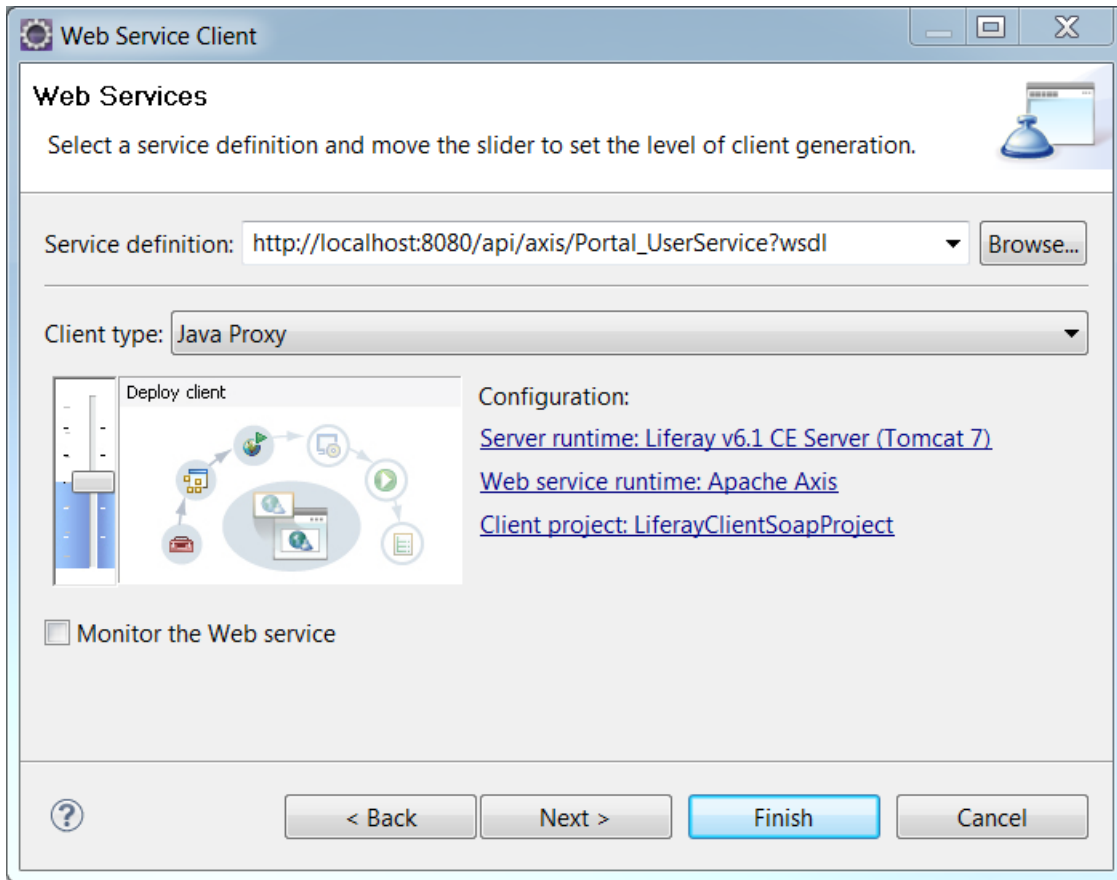 Web Service Client
Web Services
Select a service definition and move the slider to set the level of client generation.
Service definition: http://localhost:8080/api/axis/Portal_UserService?wsdl Browse...
Client type: Java Proxy
Deploy client
Configuration:
Server runtime: Liferay v6.1 CE Server (Tomcat 7)
Web service runtime: Apache Axis
Client project: LiferayClientSoapProject
Monitor the Web service
? < Back Next > Finish Cancel